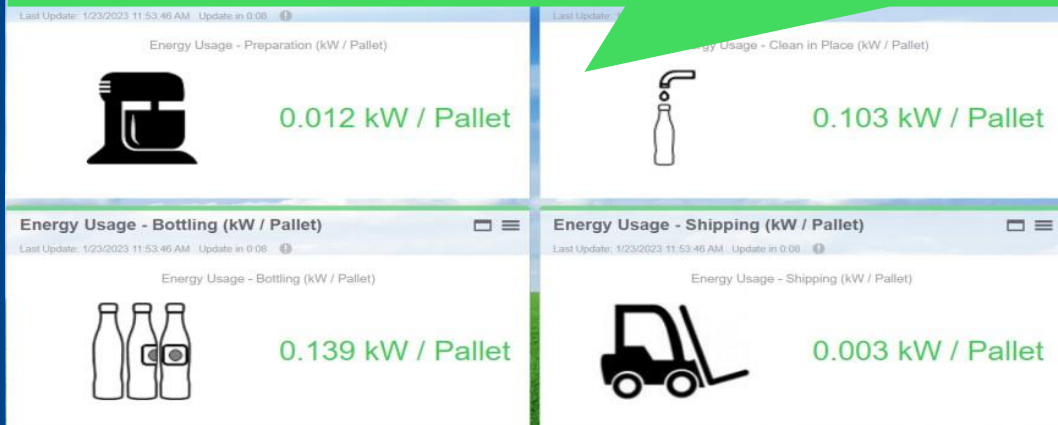 Last Update: 1/23/2023 11:53:46 AM Update in 0:08
Energy Usage - Preparation (kW / Pallet)
0.012 kW / Pallet
Last Update:
Usage - Clean in Place (kW / Pallet)
0.103 kW / Pallet
Energy Usage - Bottling (kW / Pallet)
Last Update: 1/23/2023 11:53:46 AM Update in 0:08
Energy Usage - Bottling (kW / Pallet)
0.139 kW / Pallet
Energy Usage - Shipping (kW / Pallet)
Last Update: 1/23/2023 11:53:46 AM Update in 0:08
Energy Usage - Shipping (kW / Pallet)
0.003 kW / Pallet